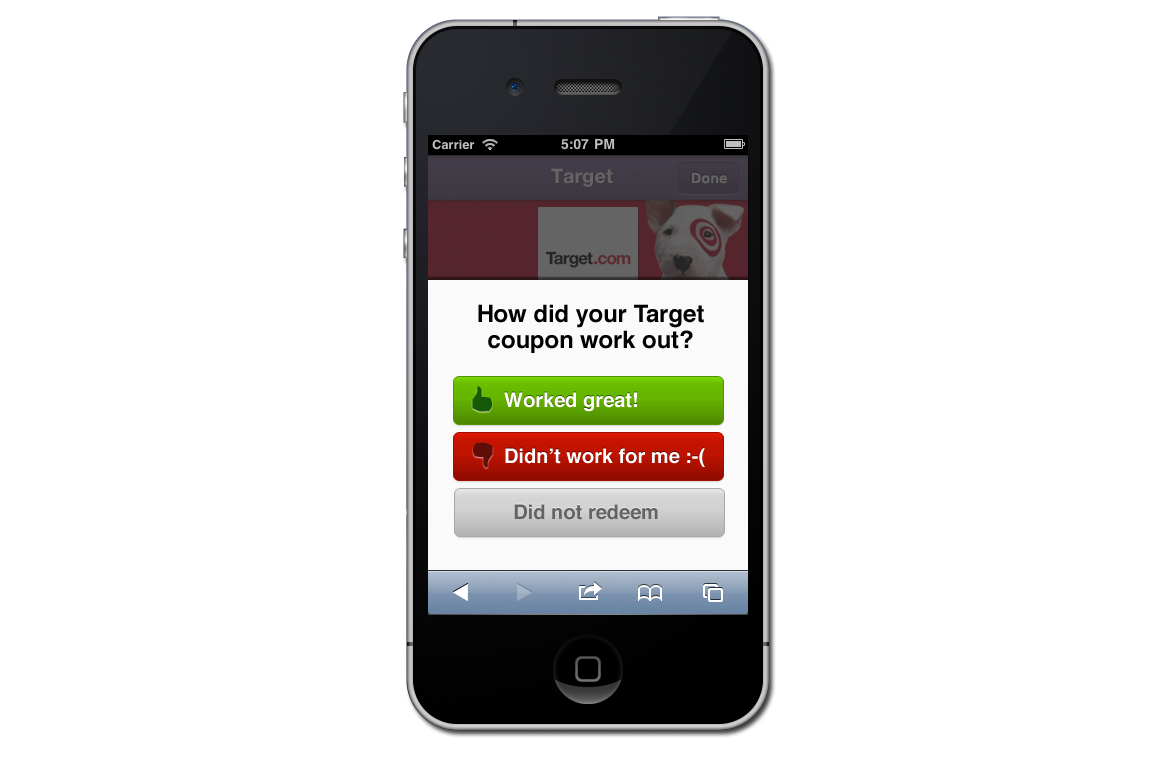 Carrier 5:07 PM
Target Done
Target.com
How did your Target
coupon work out?
Worked great!
Didn’t work for me :-(
Did not redeem